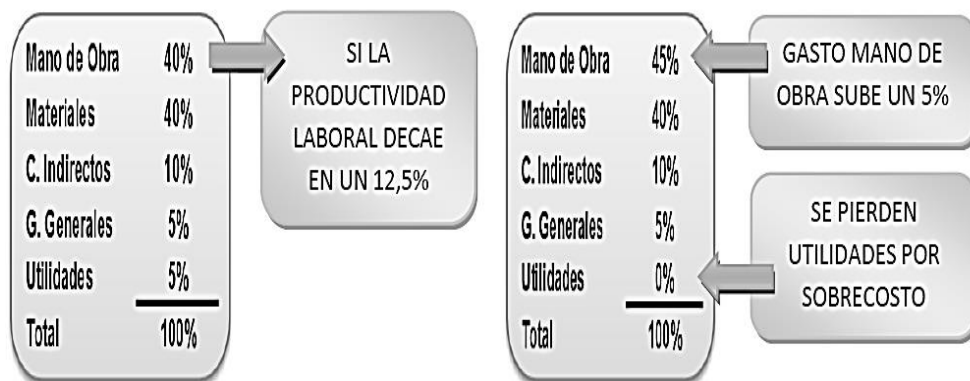 Mano de Obra 40%
Materiales 40%
C. Indirectos 10%
G. Generales 5%
Utilidades 5%
Total 100%
SI LA
PRODUCTIVIDAD
LABORAL DECAE
EN UN 12,5%
Mano de Obra 45%
Materiales 40%
C. Indirectos 10%
G. Generales 5%
Utilidades 0%
Total 100%
GASTO MANO DE
OBRA SUBE UN 5%
SE PIERDEN
UTILIDADES POR
SOBRECOSTO